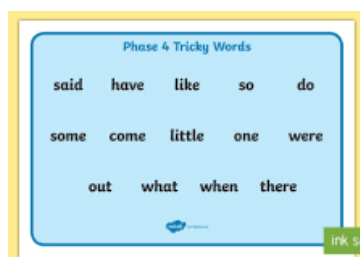 Phase 4 Tricky Words
said have like so do
some come little one were
out what when there
ink s